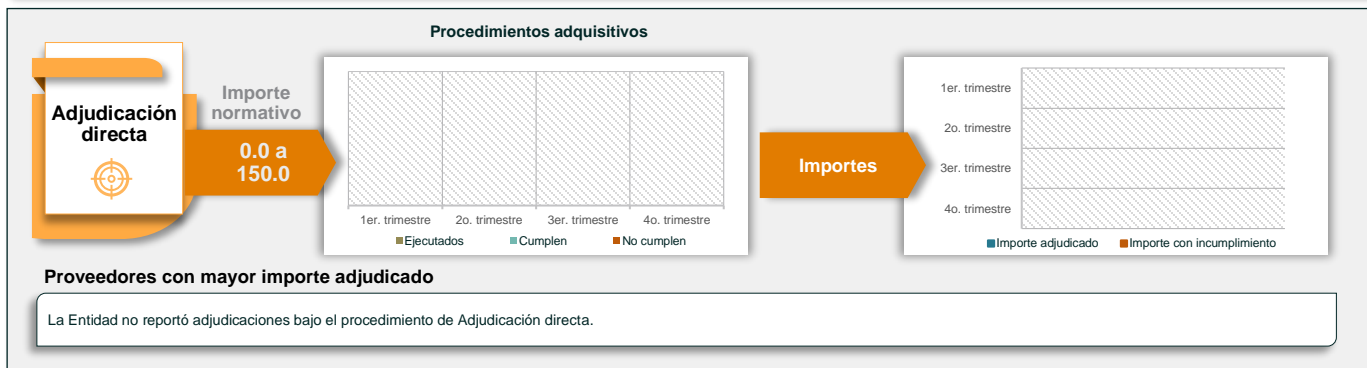 Procedimientos adquisitivos
Adjudicación
directa
Importe
normativo
0.0 a
150.0
1er. trimestre 2o. trimestre 3er. trimestre 4o. trimestre
Ejecutados Cumplen No cumplen
Importes
1er. trimestre
2o. trimestre
3er. trimestre
4o. trimestre
Importe adjudicado Importe con incumplimiento
Proveedores con mayor importe adjudicado
La Entidad no reportó adjudicaciones bajo el procedimiento de Adjudicación directa.